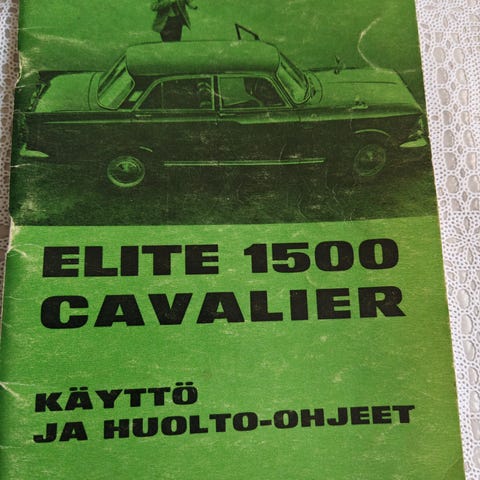 ELITE 1500
CAVALIER
KÄYTTÖ
JA HUOLTO-OHJEET